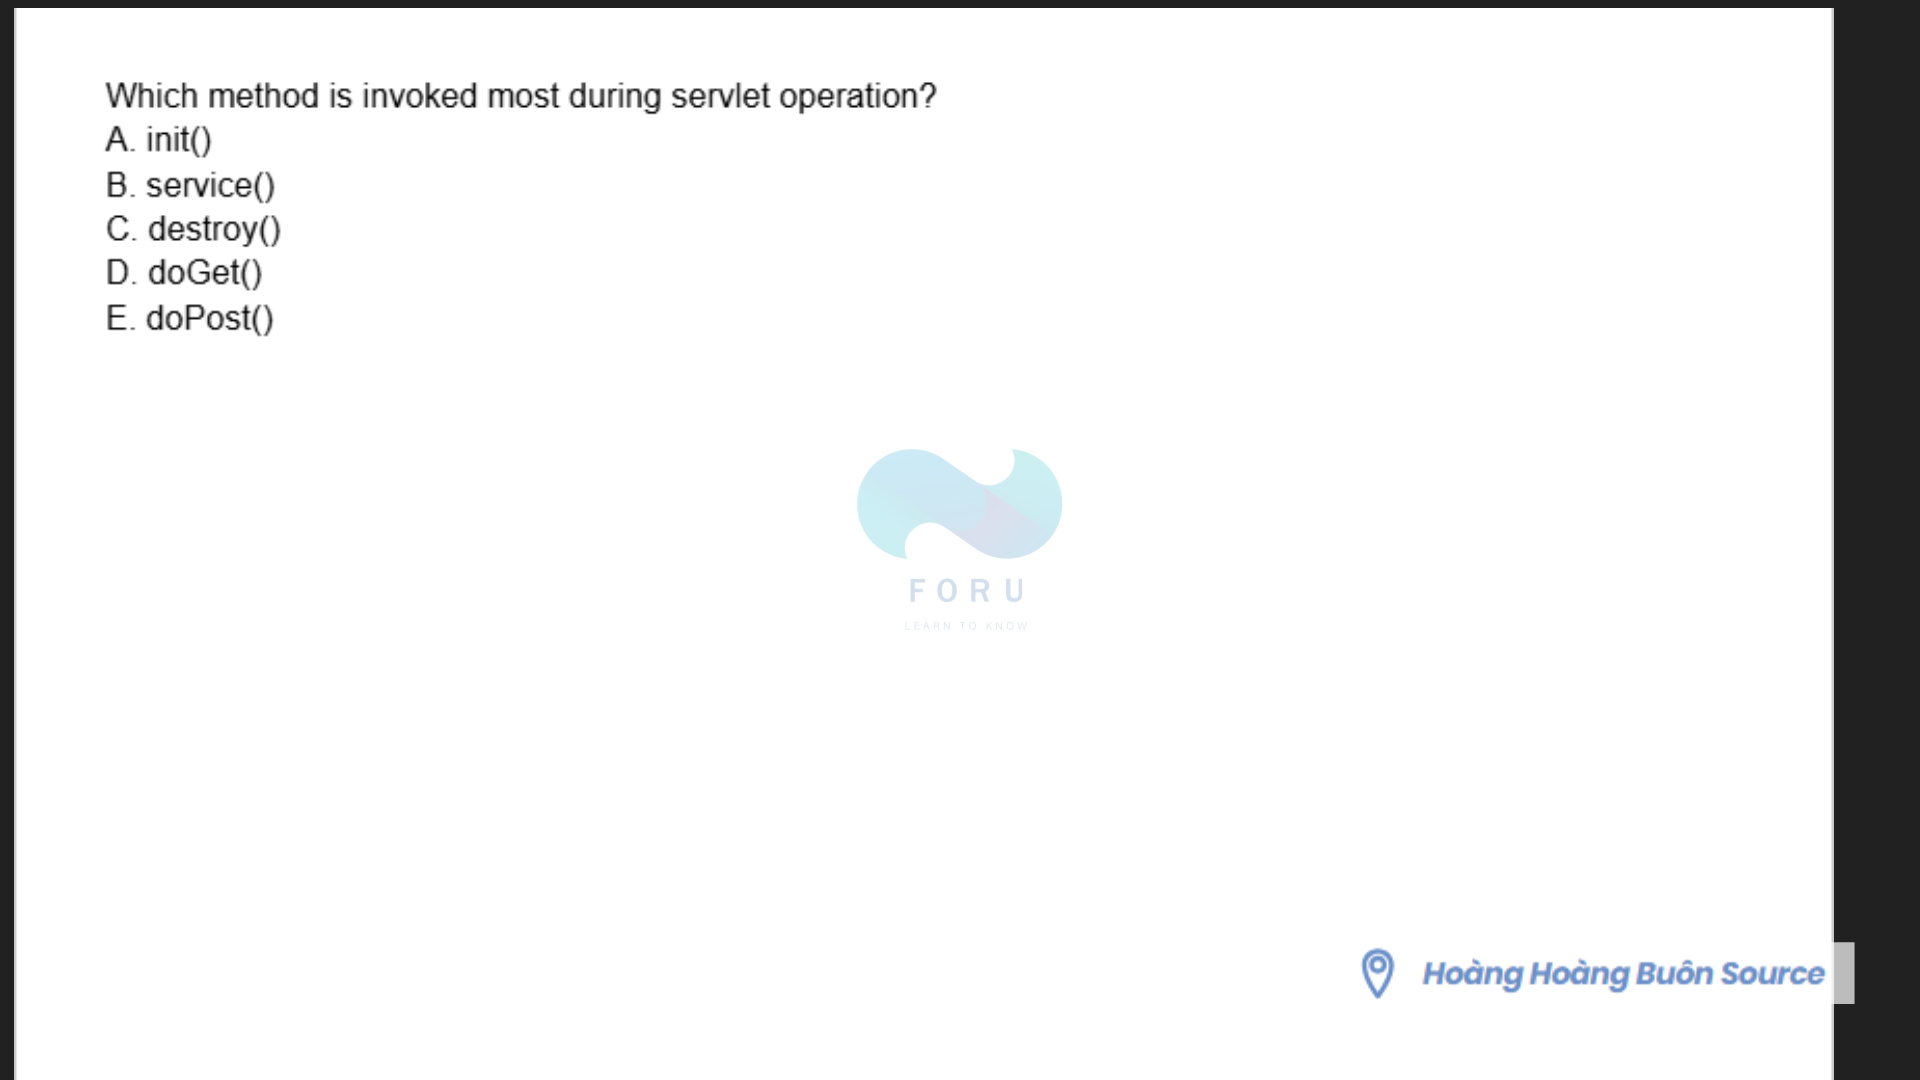 Which method is invoked most during servlet operation?
A. init()
B. service()
C. destroy()
D. doGet()
E. doPost()
FORU
LEARN TO KNOW
Hoàng Hoàng Buôn Source